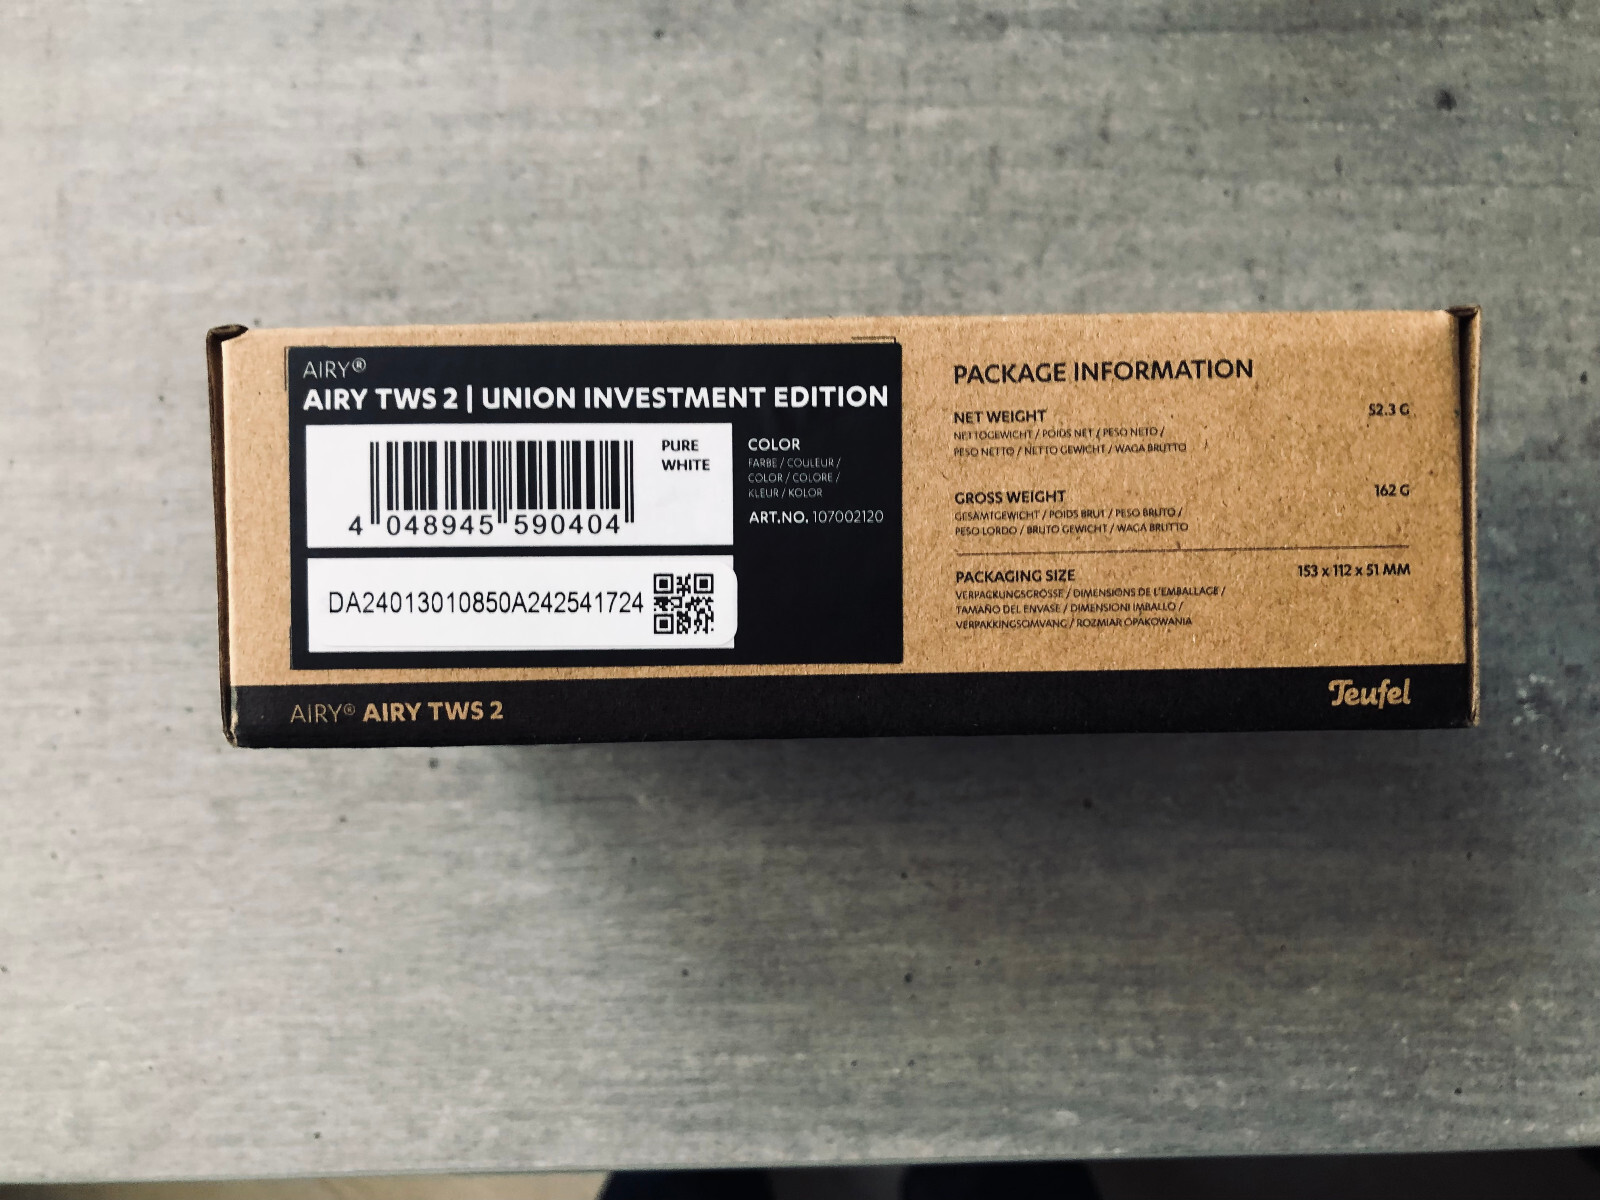 AIRY®
AIRY TWS 2 | UNION INVESTMENT EDITION
PURE
WHITE
4 048945 590404
COLOR
FARBE / COULEUR /
COLOR / COLORE /
KLEUR / KOLOR
ART.NO. 107002120
DA24013010850A242541724
PACKAGE INFORMATION
NET WEIGHT 52.3 G
NETTOGEWICHT / POIDS NET / PESO NETO /
PESO NETTO / NETTO GEWICHT / WAGA BRUTTO
GROSS WEIGHT 162 G
GESAMTGEWICHT / POIDS BRUT / PESO BRUTO /
PESO LORDO / BRUTO GEWICHT / WAGA BRUTTO
PACKAGING SIZE 153 x 112 x 51 MM
VERPACKUNGSGRÖSSE / DIMENSIONS DE L'EMBALLAGE /
TAMAÑO DEL ENVASE / DIMENSIONI IMBALLO /
VERPAKKINGSOMVANG / ROZMIAR OPAKOWANIA
AIRY® AIRY TWS 2
Teufel